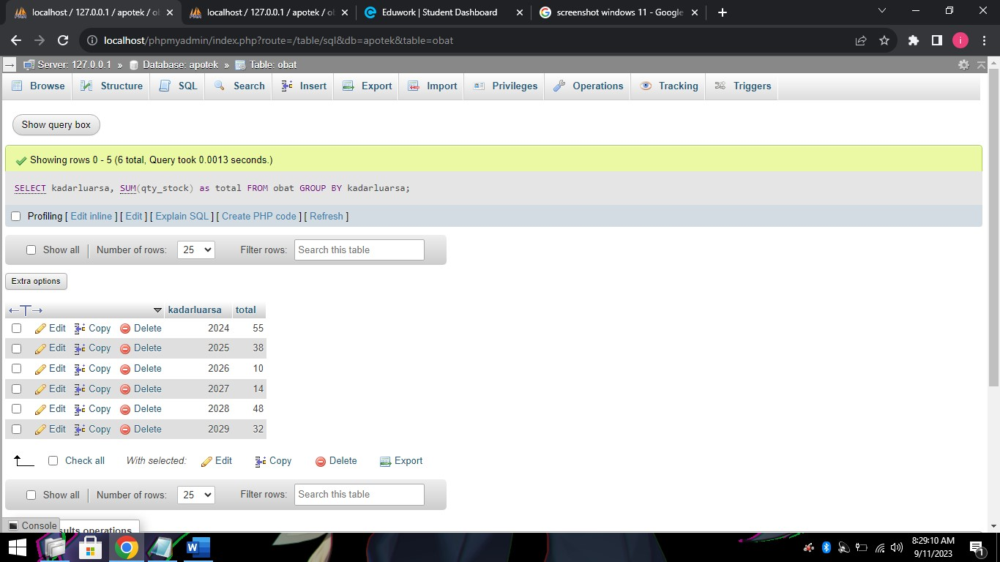 localhost / 127.0.0.1 / apotek / ob
localhost / 127.0.0.1 / apotek / ob
Eduwork | Student Dashboard
screenshot windows 11 - Google
localhost/phpmyadmin/index.php?route=/table/sql&db=apotek&table=obat
i
Server: 127.0.0.1 » Database: apotek » Table: obat
Browse Structure SQL Search Insert Export Import Privileges Operations Tracking Triggers
Show query box
Showing rows 0 - 5 (6 total, Query took 0.0013 seconds.)
SELECT kadarluarsa, SUM(qty_stock) as total FROM obat GROUP BY kadarluarsa;
Profiling [ Edit inline ] [ Edit ] [ Explain SQL ] [ Create PHP code ] [ Refresh ]
Show all Number of rows: 25 Filter rows: Search this table
Extra options
←T→ kadarluarsa total
Edit Copy Delete 2024 55
Edit Copy Delete 2025 38
Edit Copy Delete 2026 10
Edit Copy Delete 2027 14
Edit Copy Delete 2028 48
Edit Copy Delete 2029 32
Check all With selected: Edit Copy Delete Export
Show all Number of rows: 25 Filter rows: Search this table
Console
sults operations
W
8:29:10 AM
9/11/2023
1